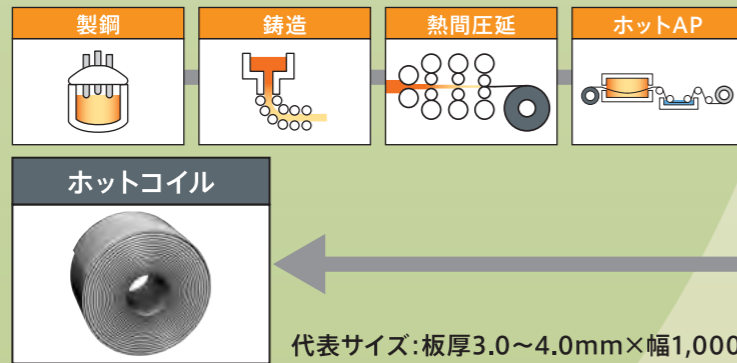 製鋼
鋳造
熱間圧延
ホットAP
ホットコイル
代表サイズ:板厚3.0〜4.0mm×幅1,000